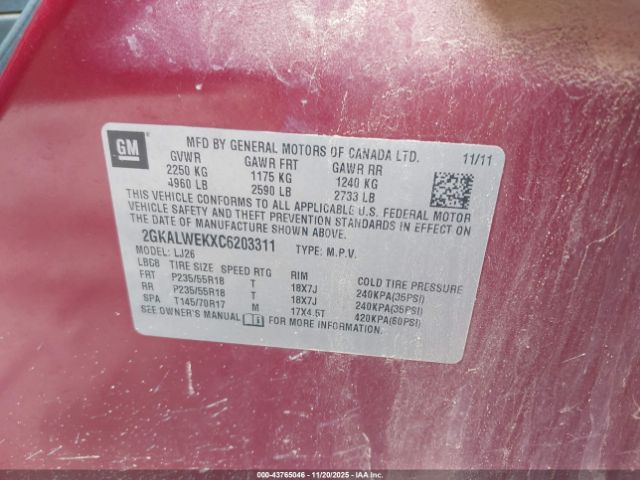 GM
MFD BY GENERAL MOTORS OF CANADA LTD. 11/11
GVWR GAWR FRT GAWR RR
2250 KG 1175 KG 1240 KG
4960 LB 2590 LB 2733 LB
THIS VEHICLE CONFORMS TO ALL APPLICABLE U.S. FEDERAL MOTOR
VEHICLE SAFETY AND THEFT PREVENTION STANDARDS IN EFFECT ON
THE DATE OF MANUFACTURE SHOWN ABOVE.
2GKALWEKXC6203311 TYPE: M.P.V.
MODEL: LJ26
LBCB TIRE SIZE SPEED RTG RIM COLD TIRE PRESSURE
FRT P235/55R18 T 18X7J 240KPA(35PSI)
RR P235/55R18 T 18X7J 240KPA(35PSI)
SPA T145/70R17 M 17X4.5T 420KPA(60PSI)
SEE OWNER'S MANUAL FOR MORE INFORMATION.
000-43765046 - 11/20/2025 - IAAI.COM